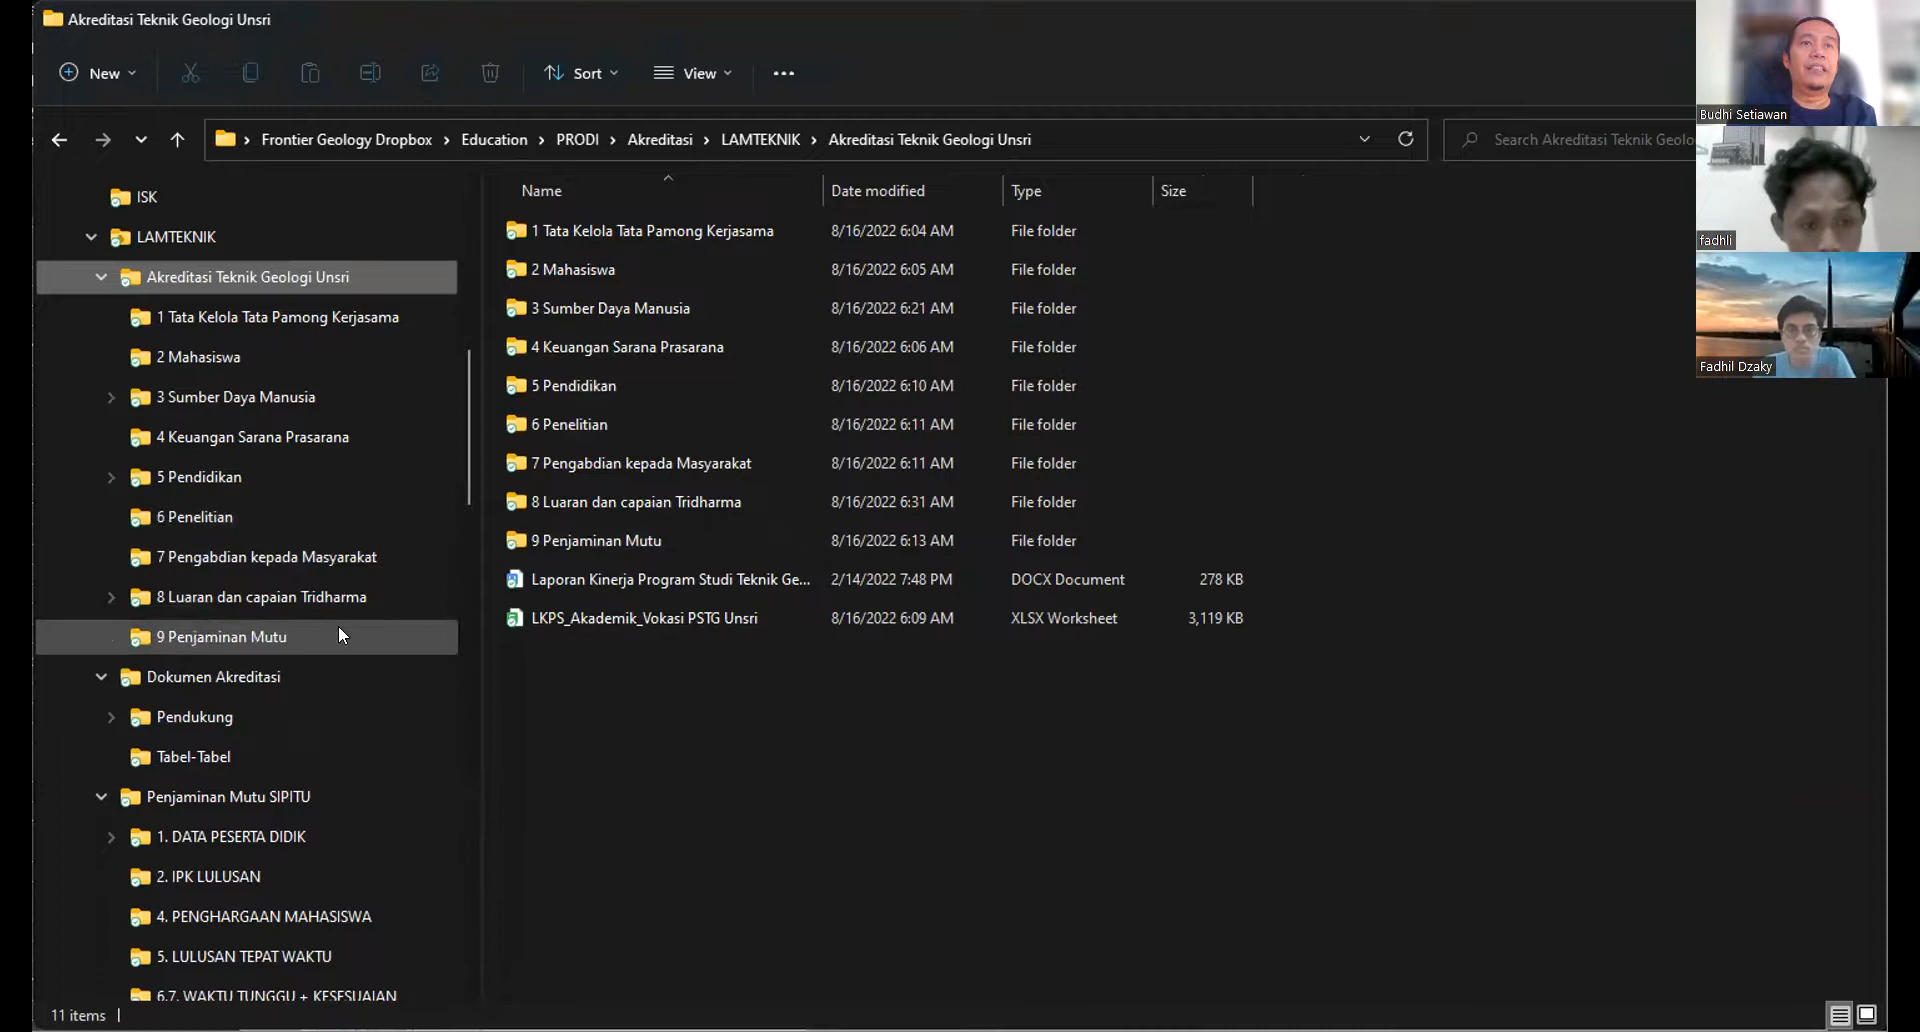 Akreditasi Teknik Geologi Unsri
New
Sort
View
Frontier Geology Dropbox > Education > PRODI > Akreditasi > LAMTEKNIK > Akreditasi Teknik Geologi Unsri
Search Akreditasi Teknik Geolo
Budhi Setiawan
fadhli
Fadhil Dzaky
ISK
LAMTEKNIK
Akreditasi Teknik Geologi Unsri
1 Tata Kelola Tata Pamong Kerjasama
2 Mahasiswa
3 Sumber Daya Manusia
4 Keuangan Sarana Prasarana
5 Pendidikan
6 Penelitian
7 Pengabdian kepada Masyarakat
8 Luaran dan capaian Tridharma
9 Penjaminan Mutu
Dokumen Akreditasi
Pendukung
Tabel-Tabel
Penjaminan Mutu SIPITU
1. DATA PESERTA DIDIK
2. IPK LULUSAN
4. PENGHARGAAN MAHASISWA
5. LULUSAN TEPAT WAKTU
6.7. WAKTU TUNGGU + KESESUAIAN
Name Date modified Type Size
1 Tata Kelola Tata Pamong Kerjasama 8/16/2022 6:04 AM File folder
2 Mahasiswa 8/16/2022 6:05 AM File folder
3 Sumber Daya Manusia 8/16/2022 6:21 AM File folder
4 Keuangan Sarana Prasarana 8/16/2022 6:06 AM File folder
5 Pendidikan 8/16/2022 6:10 AM File folder
6 Penelitian 8/16/2022 6:11 AM File folder
7 Pengabdian kepada Masyarakat 8/16/2022 6:11 AM File folder
8 Luaran dan capaian Tridharma 8/16/2022 6:31 AM File folder
9 Penjaminan Mutu 8/16/2022 6:13 AM File folder
Laporan Kinerja Program Studi Teknik Ge... 2/14/2022 7:48 PM DOCX Document 278 KB
LKPS_Akademik_Vokasi PSTG Unsri 8/16/2022 6:09 AM XLSX Worksheet 3,119 KB
11 items